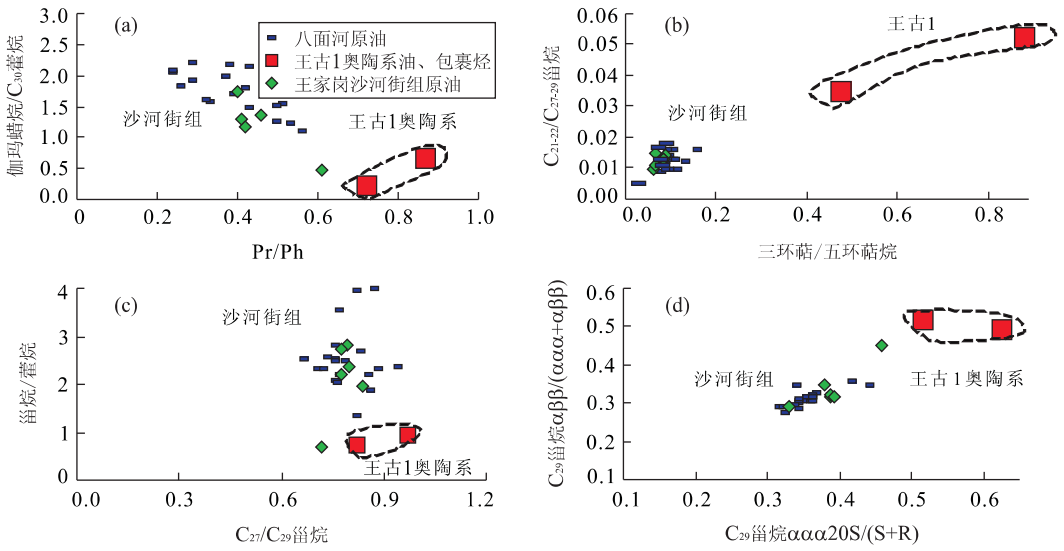 (a)
3.0
2.5
2.0
1.5
1.0
0.5
0.0
伽玛蜡烷/C30藿烷
八面河原油
王古1奥陶系油、包裹烃
王家岗沙河街组原油
沙河街组
王古1奥陶系
0
0.2
0.4
0.6
0.8
1.0
Pr/Ph
(b)
0.06
0.05
0.04
0.03
0.02
0.01
0.00
C21-22/C27-29甾烷
王古1
沙河街组
0.0
0.2
0.4
0.6
0.8
三环萜/五环萜烷
(c)
4
3
2
1
0
甾烷/藿烷
沙河街组
王古1奥陶系
0.0
0.3
0.6
0.9
1.2
C27/C29甾烷
(d)
0.6
0.5
0.4
0.3
0.2
0.1
C29甾烷αββ/(ααα+αββ)
沙河街组
王古1奥陶系
0.1
0.2
0.3
0.4
0.5
0.6
C29甾烷ααα20S/(S+R)